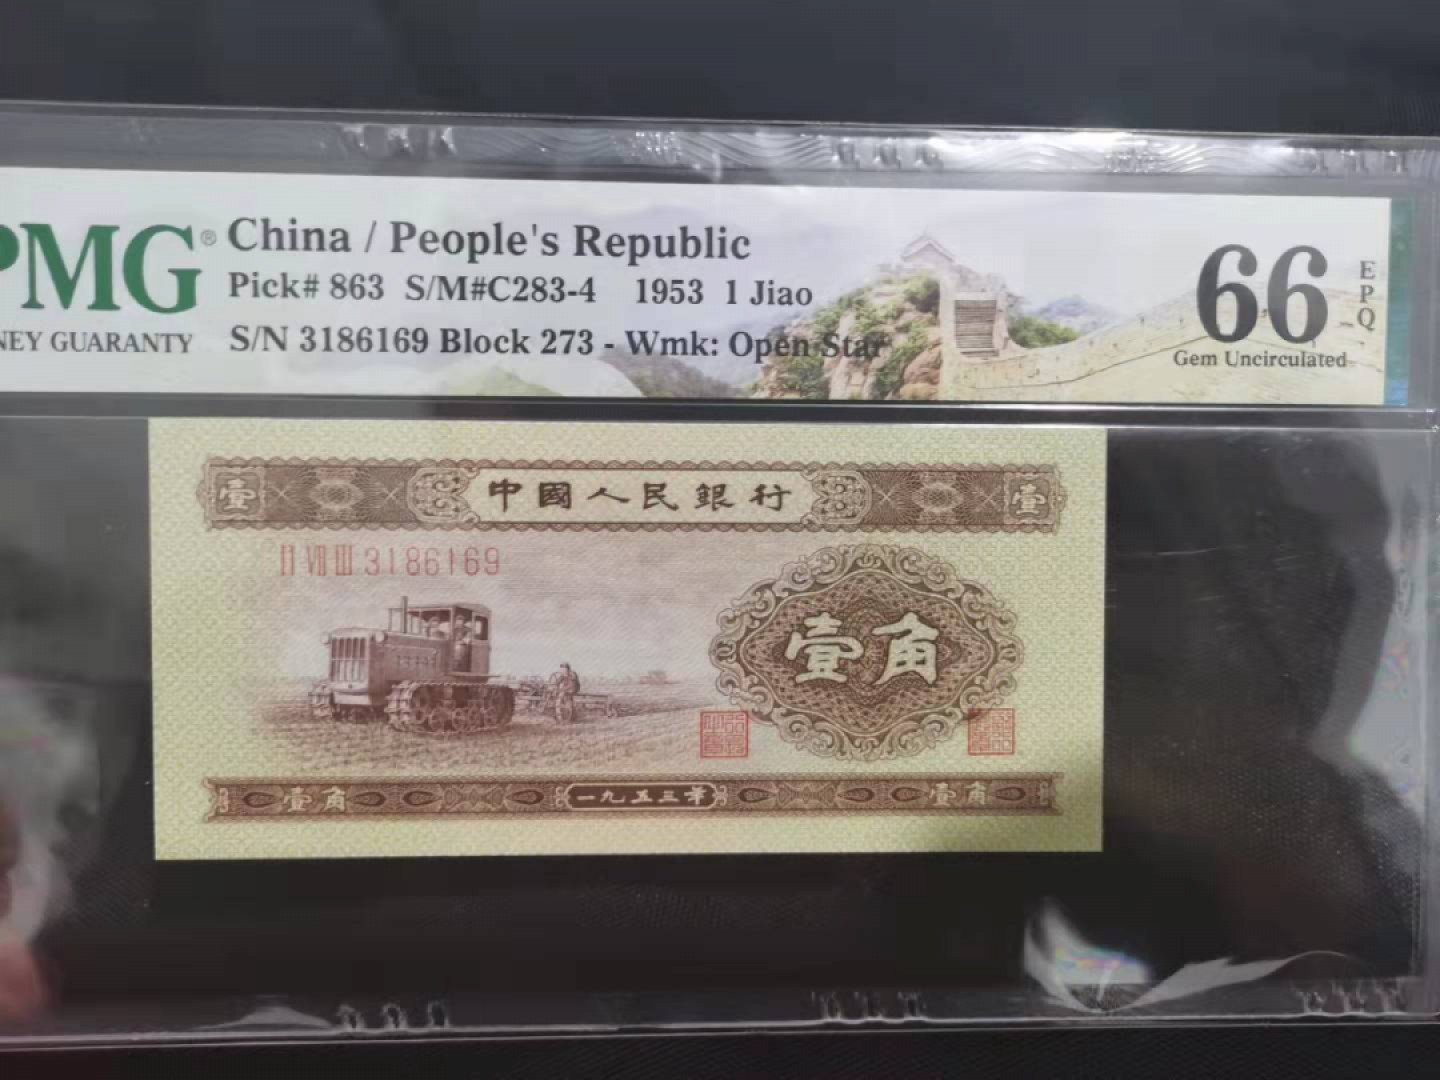 PMG® China / People's Republic
Pick# 863 S/M#C283-4 1953 1 Jiao
NEY GUARANTY S/N 3186169 Block 273 - Wmk: Open Star
66 EPQ
Gem Uncirculated
壹 中國人民銀行 壹
II VII III 3186169
壹角
壹角 一九五三年 壹角